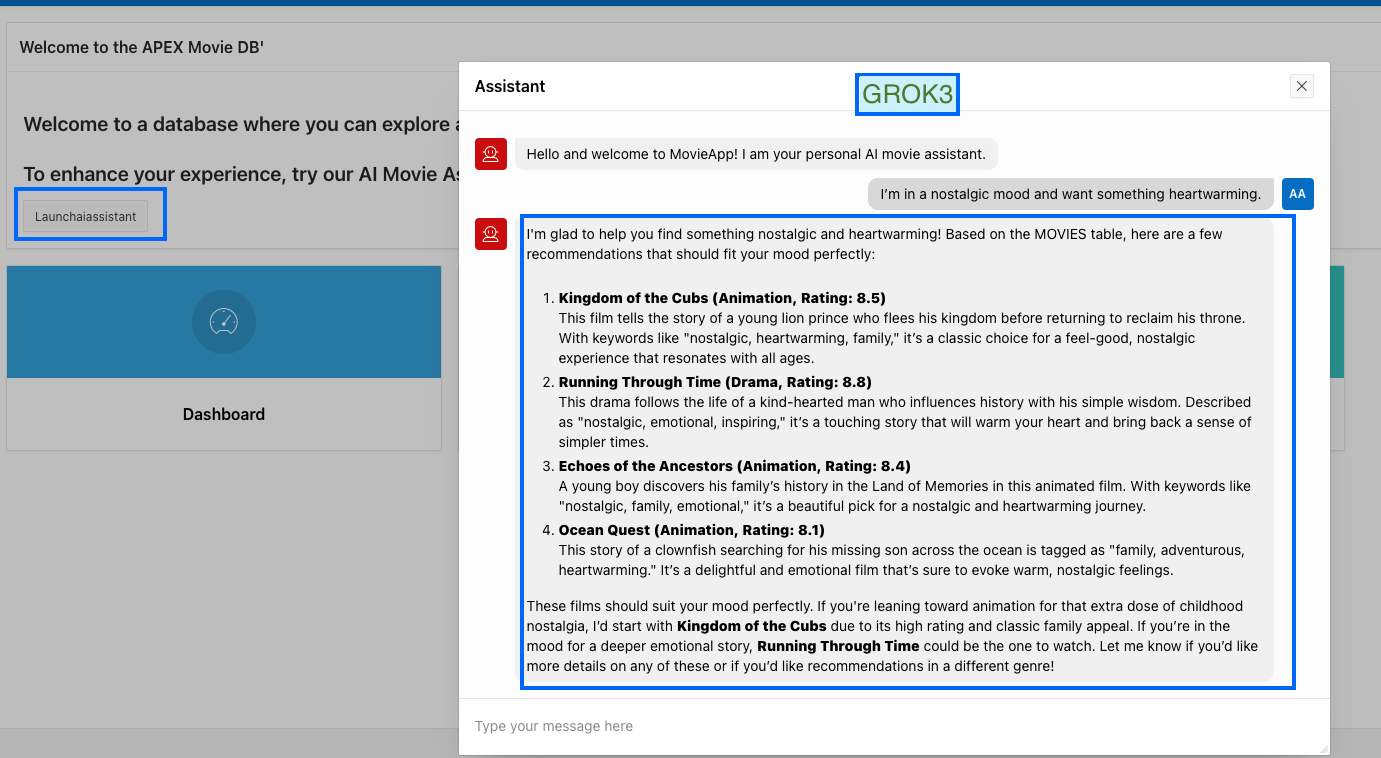 Welcome to the APEX Movie DB'
Welcome to a database where you can explore a
To enhance your experience, try our AI Movie As
Launchaiassistant
Dashboard
Assistant
GROK3
Hello and welcome to MovieApp! I am your personal AI movie assistant.
I’m in a nostalgic mood and want something heartwarming.
AA
I'm glad to help you find something nostalgic and heartwarming! Based on the MOVIES table, here are a few
recommendations that should fit your mood perfectly:
1. Kingdom of the Cubs (Animation, Rating: 8.5)
This film tells the story of a young lion prince who flees his kingdom before returning to reclaim his throne.
With keywords like "nostalgic, heartwarming, family," it’s a classic choice for a feel-good, nostalgic
experience that resonates with all ages.
2. Running Through Time (Drama, Rating: 8.8)
This drama follows the life of a kind-hearted man who influences history with his simple wisdom. Described
as "nostalgic, emotional, inspiring," it’s a touching story that will warm your heart and bring back a sense of
simpler times.
3. Echoes of the Ancestors (Animation, Rating: 8.4)
A young boy discovers his family’s history in the Land of Memories in this animated film. With keywords like
"nostalgic, family, emotional," it’s a beautiful pick for a nostalgic and heartwarming journey.
4. Ocean Quest (Animation, Rating: 8.1)
This story of a clownfish searching for his missing son across the ocean is tagged as "family, adventurous,
heartwarming." It’s a delightful and emotional film that’s sure to evoke warm, nostalgic feelings.
These films should suit your mood perfectly. If you're leaning toward animation for that extra dose of childhood
nostalgia, I’d start with Kingdom of the Cubs due to its high rating and classic family appeal. If you’re in the
mood for a deeper emotional story, Running Through Time could be the one to watch. Let me know if you’d like
more details on any of these or if you’d like recommendations in a different genre!
Type your message here